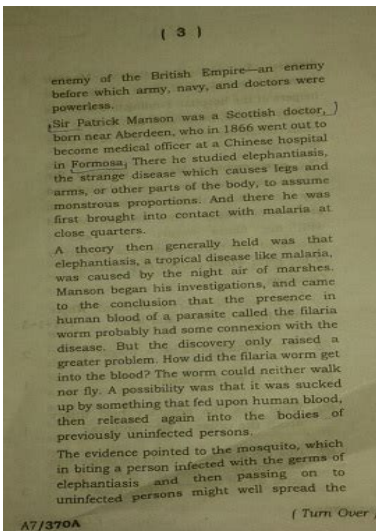 ( 3 )
enemy of the British Empire—an enemy
before which army, navy, and doctors were
powerless.
Sir Patrick Manson was a Scottish doctor,
born near Aberdeen, who in 1866 went out to
become medical officer at a Chinese hospital
in Formosa. There he studied elephantiasis,
the strange disease which causes legs and
arms, or other parts of the body, to assume
monstrous proportions. And there he was
first brought into contact with malaria at
close quarters.
A theory then generally held was that
elephantiasis, a tropical disease like malaria,
was caused by the night air of marshes.
Manson began his investigations, and came
to the conclusion that the presence in
human blood of a parasite called the filaria
worm probably had some connexion with the
disease. But the discovery only raised a
greater problem. How did the filaria worm get
into the blood? The worm could neither walk
nor fly. A possibility was that it was sucked
up by something that fed upon human blood,
then released again into the bodies of
previously uninfected persons.
The evidence pointed to the mosquito, which
in biting a person infected with the germs of
elephantiasis and then passing on to
uninfected persons might well spread the
A7/370A
( Turn Over